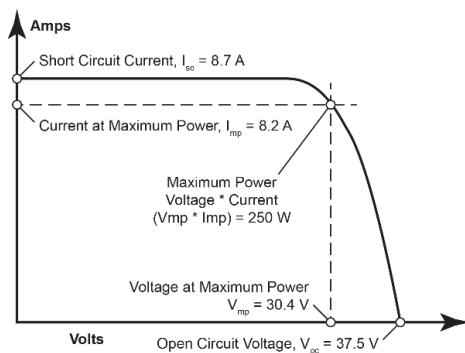 Amps
Short Circuit Current, Isc = 8.7 A
Current at Maximum Power, Imp = 8.2 A
Maximum Power
Voltage * Current
(Vmp * Imp) = 250 W
Voltage at Maximum Power
Vmp = 30.4 V
Volts
Open Circuit Voltage, Voc = 37.5 V